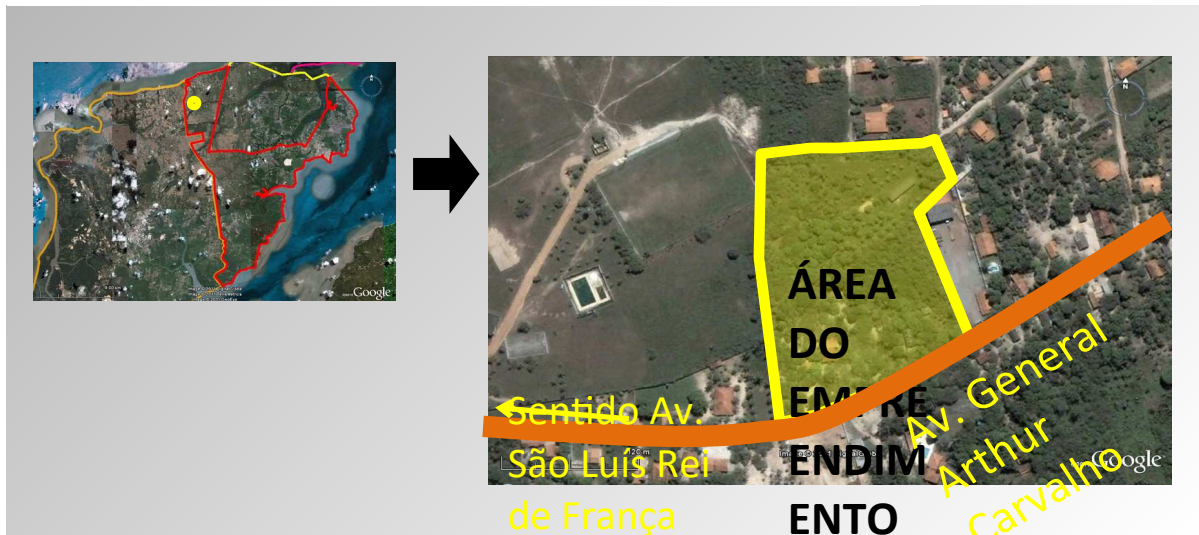 Google
N
ÁREA
DO
EMPRE
ENDIM
ENTO
Sentido Av.
São Luís Rei
de França
Av. General
Arthur
Carvalho
Google